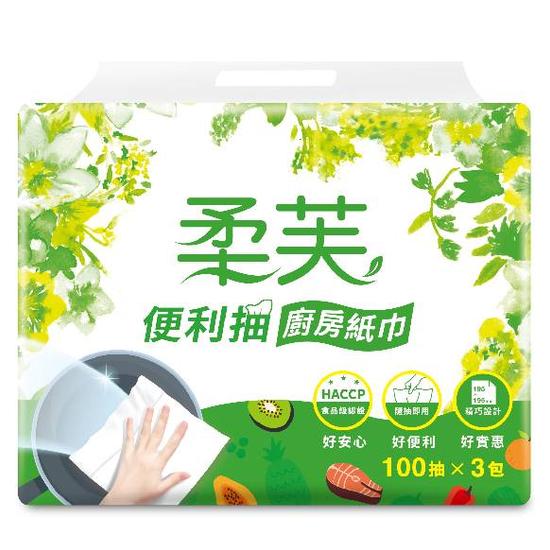 柔芙
便利抽 廚房紙巾
HACCP
食品級認證
隨抽即用
精巧設計
好安心
好便利
好實惠
100抽×3包